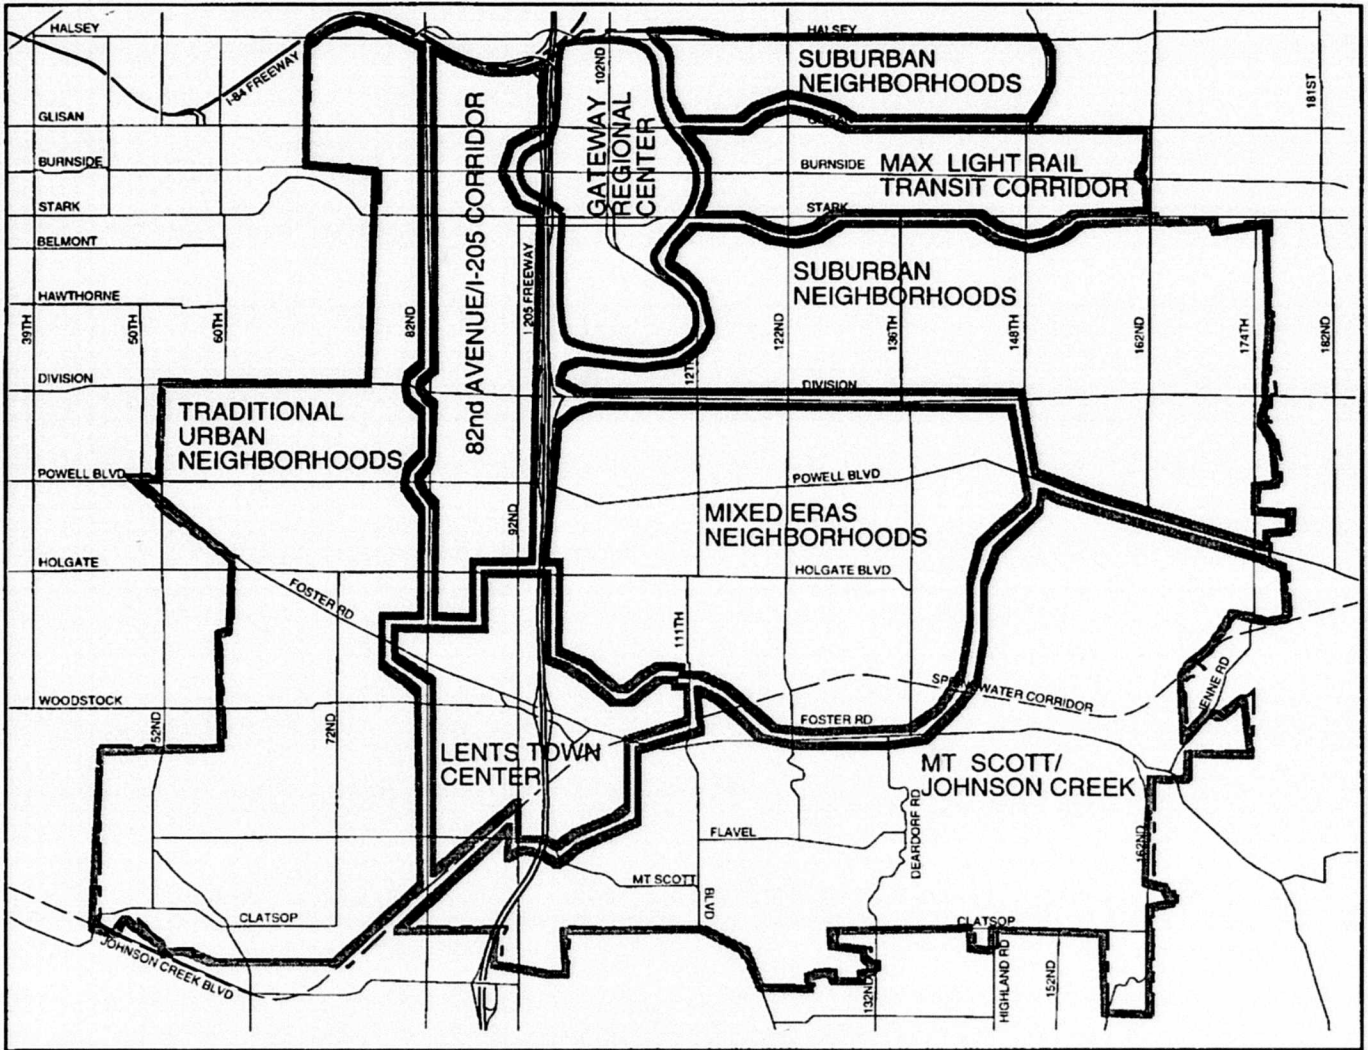 HALSEY
HALSEY
SUBURBAN
NEIGHBORHOODS
I-84 FREEWAY
102ND
181ST
GLISAN
82nd AVENUE/I-205 CORRIDOR
GATEWAY
REGIONAL
CENTER
BURNSIDE
BURNSIDE
MAX LIGHT RAIL
TRANSIT CORRIDOR
STARK
STARK
BELMONT
I 205 FREEWAY
SUBURBAN
NEIGHBORHOODS
HAWTHORNE
39TH
50TH
60TH
82ND
122ND
136TH
148TH
162ND
174TH
182ND
DIVISION
DIVISION
TRADITIONAL
URBAN
NEIGHBORHOODS
POWELL BLVD
POWELL BLVD
92ND
MIXED ERAS
NEIGHBORHOODS
HOLGATE
HOLGATE BLVD
FOSTER RD
111TH
WOODSTOCK
SPRINGWATER CORRIDOR
JENNE RD
52ND
72ND
FOSTER RD
LENTS TOWN
CENTER
MT SCOTT/
JOHNSON CREEK
DEARDORF RD
FLAVEL
162ND
MT SCOTT
BLVD
CLATSOP
CLATSOP
JOHNSON CREEK BLVD
132ND
HIGHLAND RD
152ND